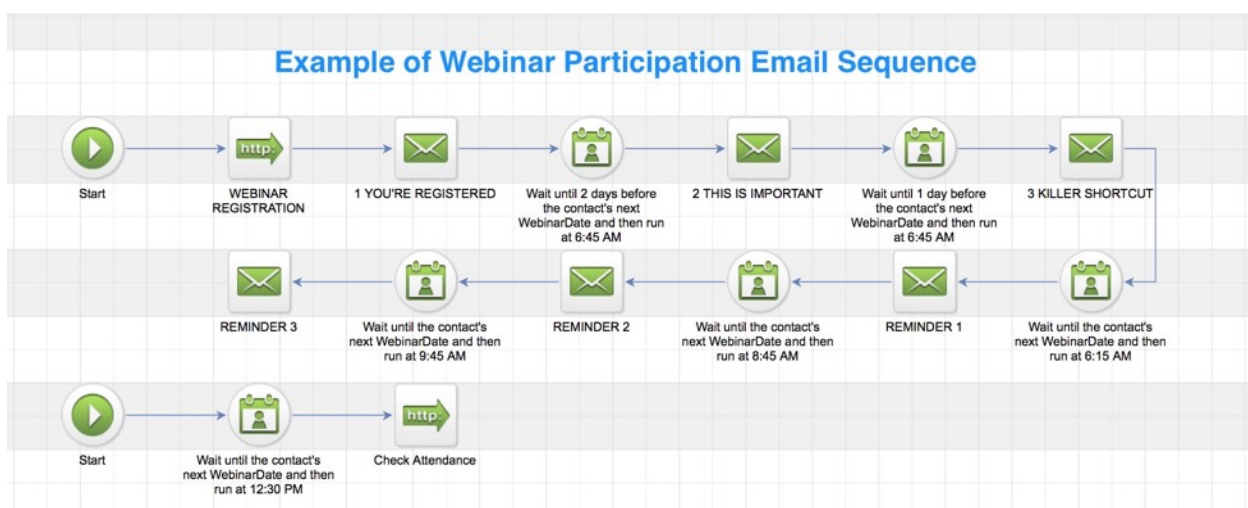 Example of Webinar Participation Email Sequence
http:
Start
WEBINAR
REGISTRATION
1 YOU'RE REGISTERED
Wait until 2 days before
the contact's next
WebinarDate and then run
at 6:45 AM
2 THIS IS IMPORTANT
Wait until 1 day before
the contact's next
WebinarDate and then run
at 6:45 AM
3 KILLER SHORTCUT
REMINDER 3
Wait until the contact's
next WebinarDate and then
run at 9:45 AM
REMINDER 2
Wait until the contact's
next WebinarDate and then
run at 8:45 AM
REMINDER 1
Wait until the contact's
next WebinarDate and then
run at 6:15 AM
http:
Start
Wait until the contact's
next WebinarDate and then
run at 12:30 PM
Check Attendance